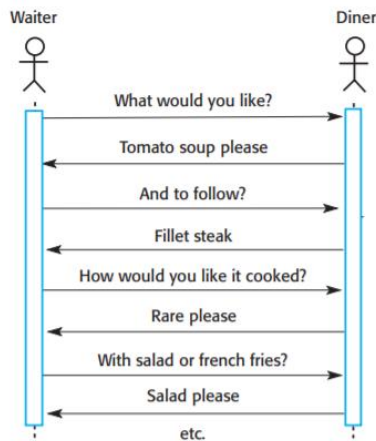 Waiter
Diner
What would you like?
Tomato soup please
And to follow?
Fillet steak
How would you like it cooked?
Rare please
With salad or french fries?
Salad please
etc.